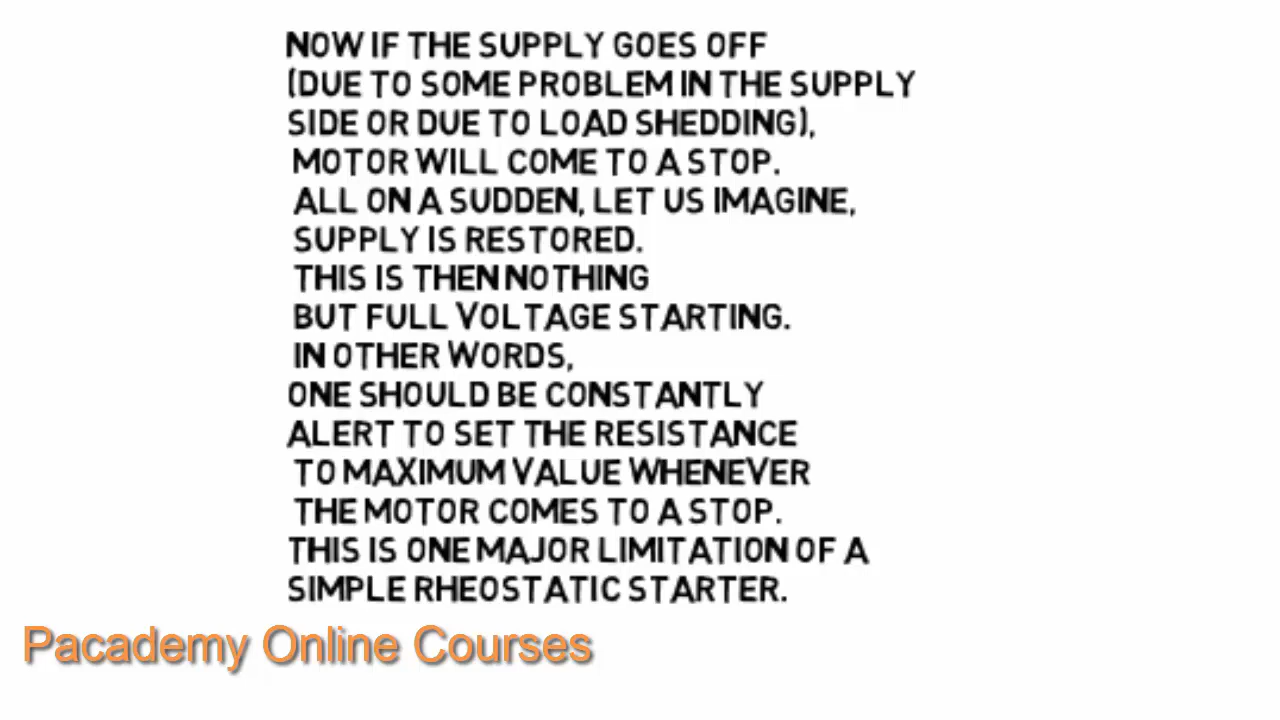 NOW IF THE SUPPLY GOES OFF
(DUE TO SOME PROBLEM IN THE SUPPLY
SIDE OR DUE TO LOAD SHEDDING),
MOTOR WILL COME TO A STOP.
ALL ON A SUDDEN, LET US IMAGINE,
SUPPLY IS RESTORED.
THIS IS THEN NOTHING
BUT FULL VOLTAGE STARTING.
IN OTHER WORDS,
ONE SHOULD BE CONSTANTLY
ALERT TO SET THE RESISTANCE
TO MAXIMUM VALUE WHENEVER
THE MOTOR COMES TO A STOP.
THIS IS ONE MAJOR LIMITATION OF A
SIMPLE RHEOSTATIC STARTER.
Pacademy Online Courses